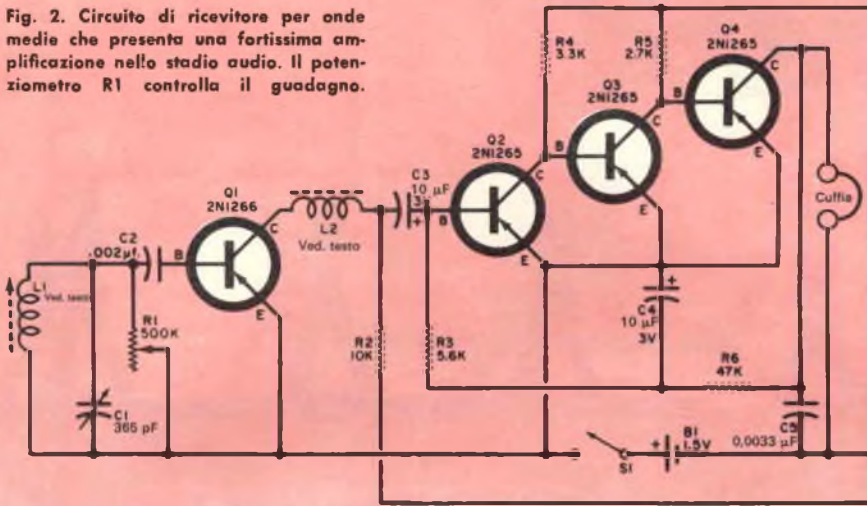 Fig. 2. Circuito di ricevitore per onde
medie che presenta una fortissima am-
plificazione nello stadio audio. Il poten-
ziometro R1 controlla il guadagno.
R4
3.3K
R5
2.7K
Q4
2N1265
C
B
E
Q3
2N1265
C
B
E
Q2
2N1265
C
B
E
Cuffia
Q1
2N1266
C
B
E
C2
.002µf
L2
Ved. testo
C3
10 µF
3
+
L1
Ved. testo
R1
500K
C1
365 pF
R2
10K
R3
5.6K
+
C4
10 µF
3V
R6
47K
S1
+
B1
1.5V
C5
0,0033 µF